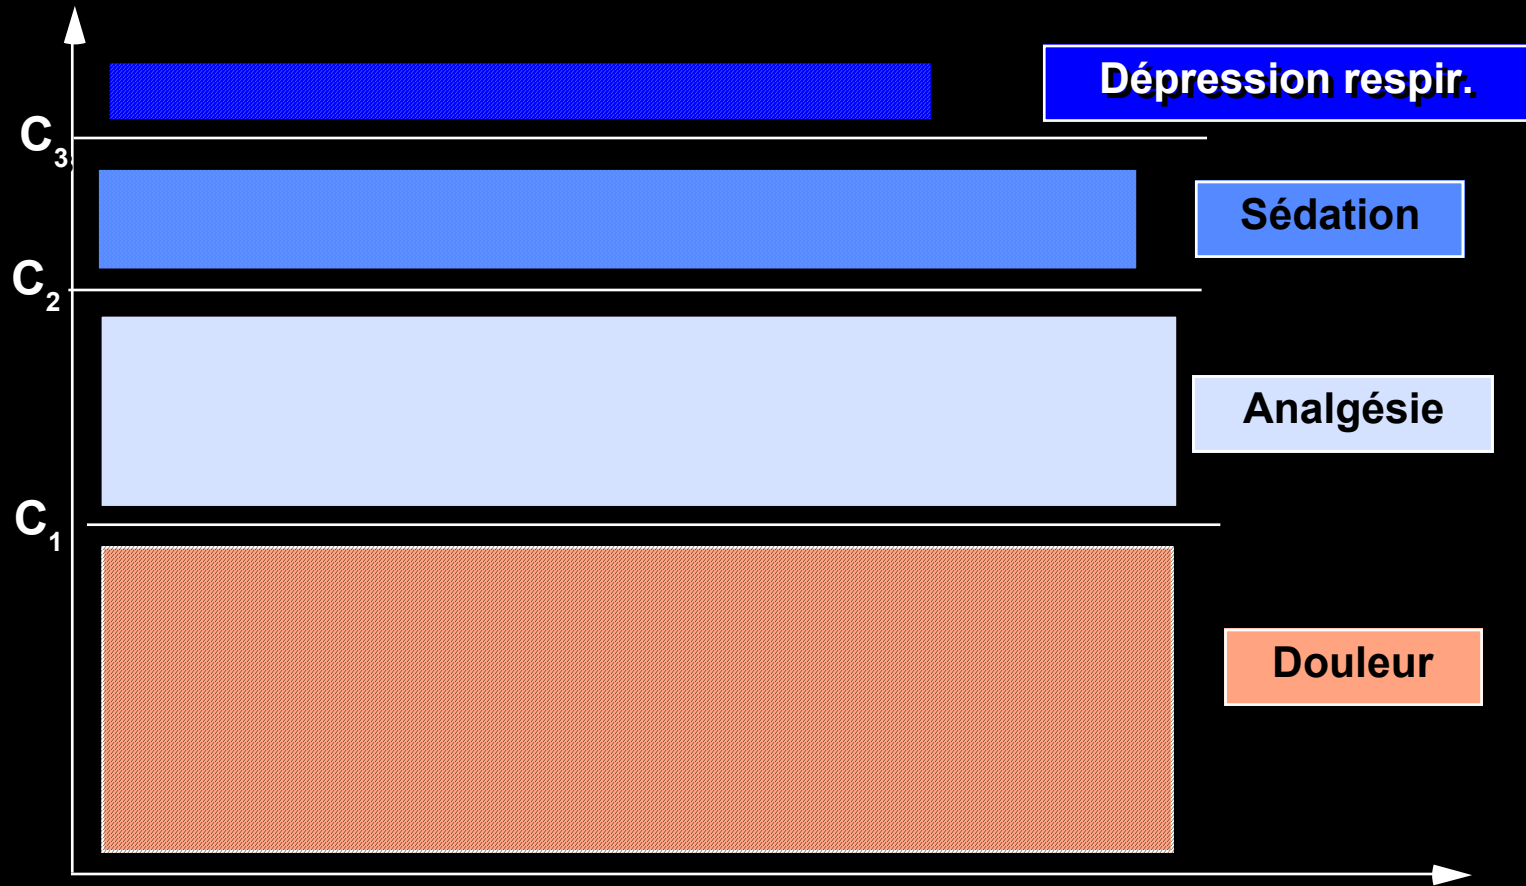 Dépression respir.
C3
Sédation
C2
Analgésie
C1
Douleur